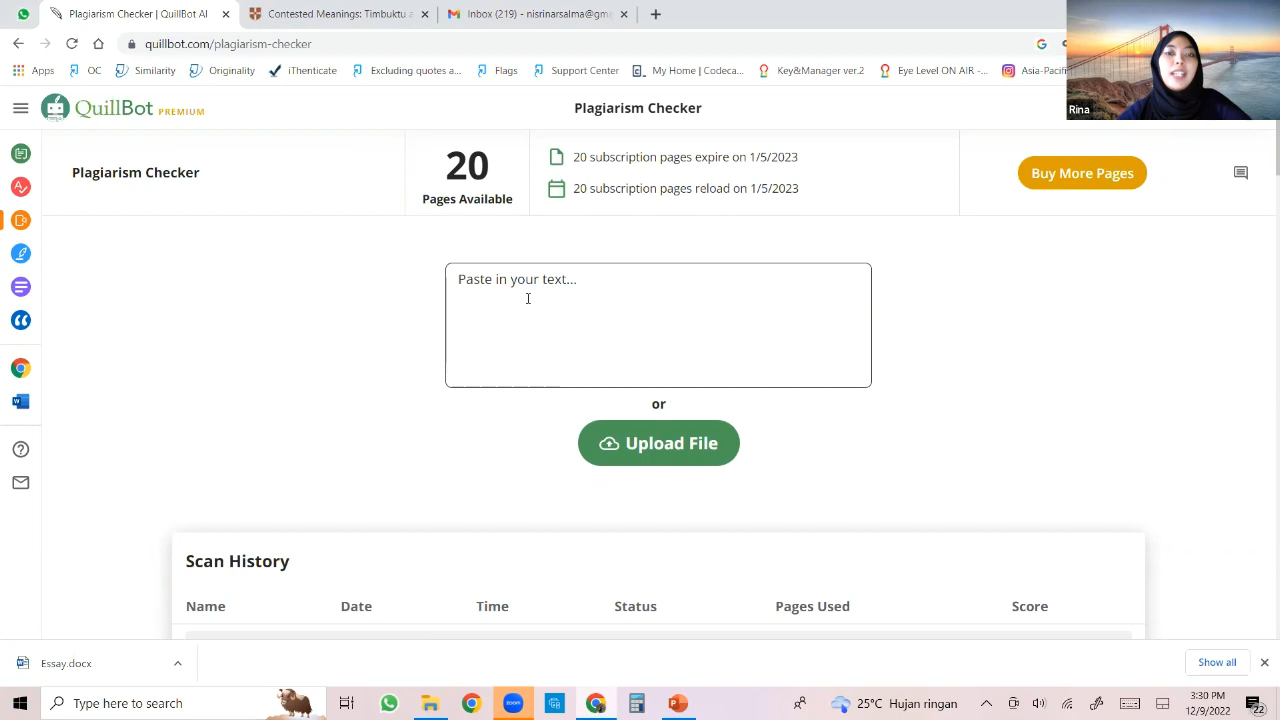 Plagiarism Checker | QuillBot AI
Contested Meanings: Timbuktu a
Inbox (219) - nisrinarsalma@gm
quillbot.com/plagiarism-checker
Apps
OC
Similarity
Originality
iThenticate
Excluding quotes a...
Flags
Support Center
My Home | Codeca...
Key&Manager ver.2
Eye Level ON AIR -...
Asia-Pacifi
Rina
QuillBot PREMIUM
Plagiarism Checker
Plagiarism Checker
20
Pages Available
20 subscription pages expire on 1/5/2023
20 subscription pages reload on 1/5/2023
Buy More Pages
Paste in your text...
or
Upload File
Scan History
Name Date Time Status Pages Used Score
Essay.docx
Show all
Type here to search
zoom
25°C Hujan ringan
3:30 PM
12/9/2022
22